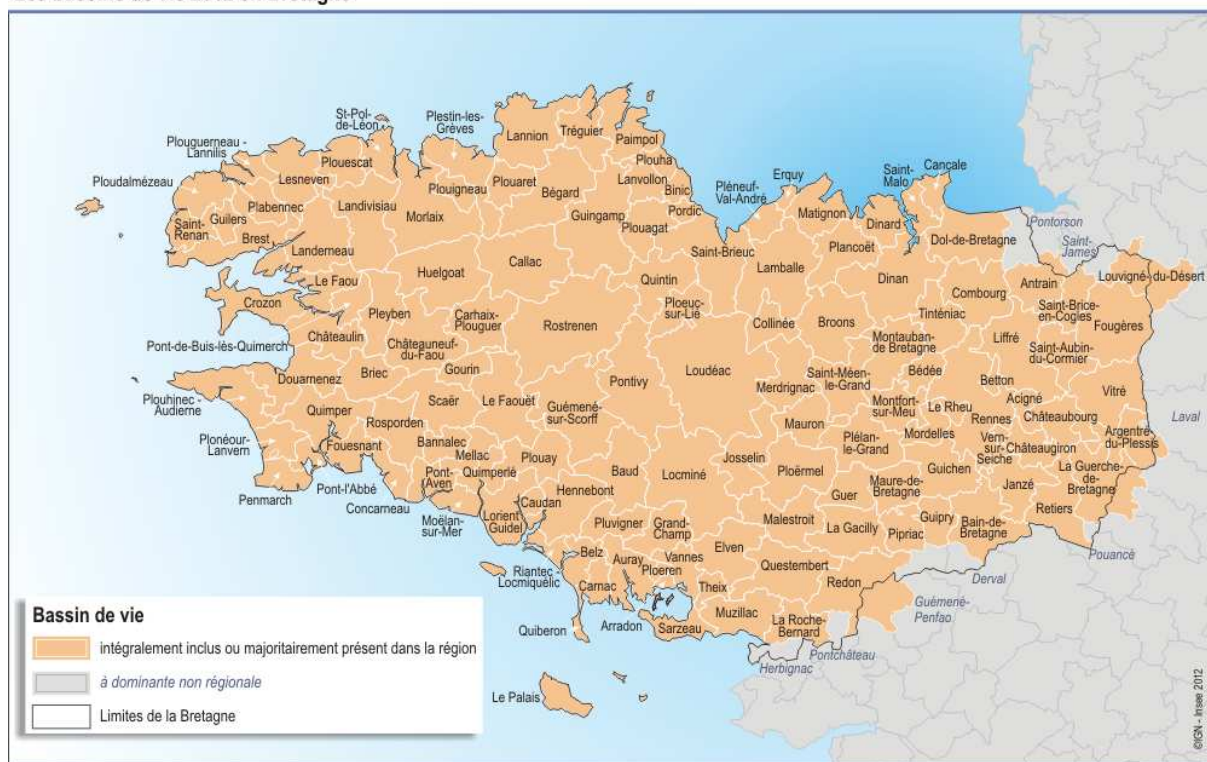 St-Pol-
de-Léon
Plestin-les-
Grèves
Lannion
Tréguier
Paimpol
Plouguerneau -
Lannilis
Plouescat
Plouha
Ploudalmézeau
Lesneven
Plouigneau
Plouaret
Bégard
Lanvollon
Binic
Pordic
Pléneuf-
Val-André
Erquy
Saint-
Malo
Cancale
Saint-
Renan
Guilers
Plabennec
Landivisiau
Morlaix
Guingamp
Plouagat
Matignon
Dinard
Pontorson
Saint-
James
Brest
Landerneau
Saint-Brieuc
Plancoët
Dol-de-Bretagne
Le Faou
Huelgoat
Callac
Quintin
Lamballe
Dinan
Combourg
Antrain
Louvigné-du-Désert
Crozon
Pleyben
Carhaix-
Plouguer
Rostrenen
Ploeuc-
sur-Lié
Collinée
Broons
Tinténiac
Saint-Brice-
en-Cogles
Fougères
Pont-de-Buis-lès-Quimerch
Châteaulin
Châteauneuf-
du-Faou
Montauban-
de Bretagne
Liffré
Saint-Aubin-
du-Cormier
Douarnenez
Briec
Gourin
Pontivy
Loudéac
Merdrignac
Saint-Méen-
le-Grand
Bédée
Betton
Vitré
Plouhinec -
Audierne
Quimper
Rosporden
Scaër
Le Faouët
Guémené-
sur-Scorff
Mauron
Montfort-
sur-Meu
Le Rheu
Rennes
Acigné
Châteaubourg
Laval
Plonéour-
Lanvern
Fouesnant
Bannalec
Mellac
Plouay
Plélan-
le-Grand
Mordelles
Vern-
sur-
Seiche
Châteaugiron
Argentré-
du-Plessis
Penmarch
Pont-l'Abbé
Concarneau
Pont-
Aven
Quimperlé
Baud
Locminé
Josselin
Ploërmel
Guichen
La Guerche-
de-
Bretagne
Moëlan-
sur-Mer
Lorient
Guidel
Caudan
Hennebont
Guer
Maure-de-
Bretagne
Janzé
Retiers
Pluvigner
Grand-
Champ
Malestroit
La Gacilly
Pipriac
Guipry
Bain-de-
Bretagne
Pouancé
Riantec -
Locmiquélic
Belz
Auray
Ploeren
Vannes
Elven
Questembert
Redon
Derval
Carnac
Theix
Muzillac
La Roche-
Bernard
Guémené-
Penfao
Quiberon
Arradon
Sarzeau
Herbignac
Pontchâteau
Le Palais
Bassin de vie
intégralement inclus ou majoritairement présent dans la région
à dominante non régionale
Limites de la Bretagne
©IGN - Insee 2012